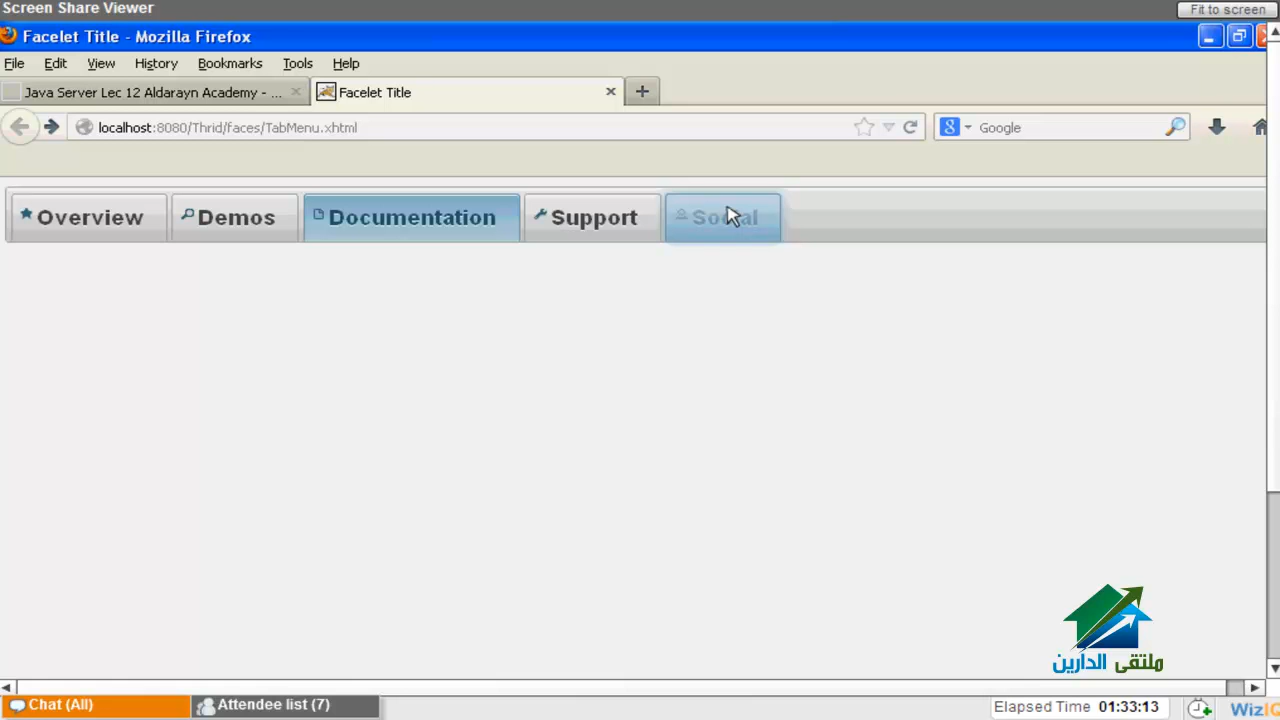 Screen Share Viewer
Fit to screen
Facelet Title - Mozilla Firefox
File Edit View History Bookmarks Tools Help
Java Server Lec 12 Aldarayn Academy - ...
Facelet Title
localhost:8080/Thrid/faces/TabMenu.xhtml
Google
Overview Demos Documentation Support Social
ملتقى الدارين
Chat (All)
Attendee list (7)
Elapsed Time 01:33:13
WizIQ